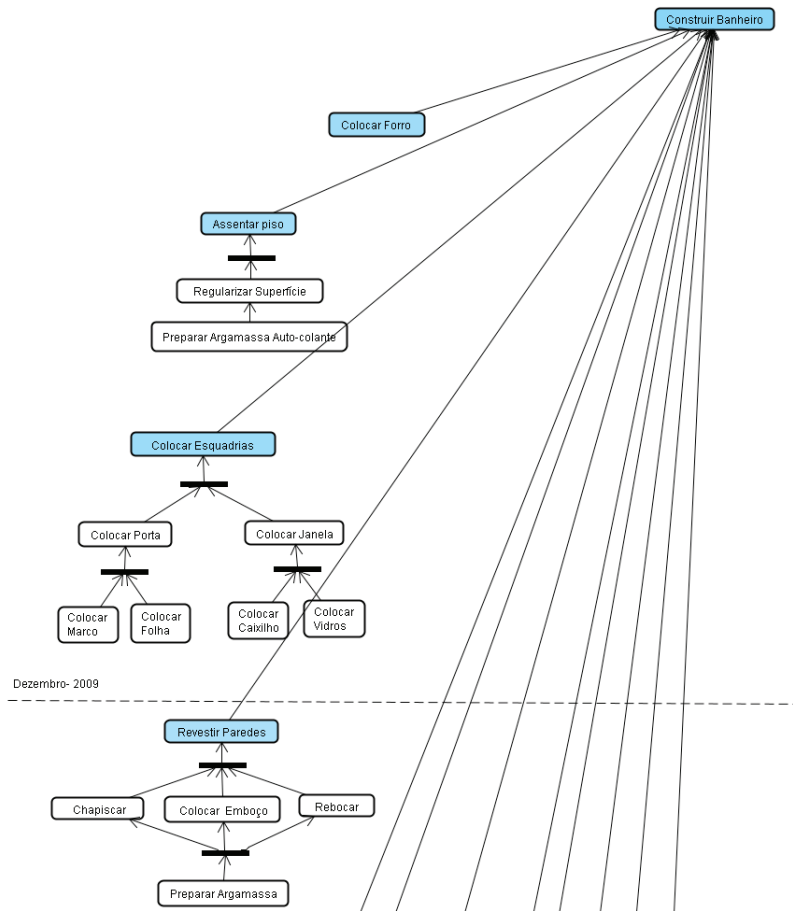 Construir Banheiro
Colocar Forro
Assentar piso
Regularizar Superfície
Preparar Argamassa Auto-colante
Colocar Esquadrias
Colocar Porta
Colocar Janela
Colocar
Marco
Colocar
Folha
Colocar
Caixilho
Colocar
Vidros
Dezembro- 2009
Revestir Paredes
Chapiscar
Colocar Emboço
Rebocar
Preparar Argamassa